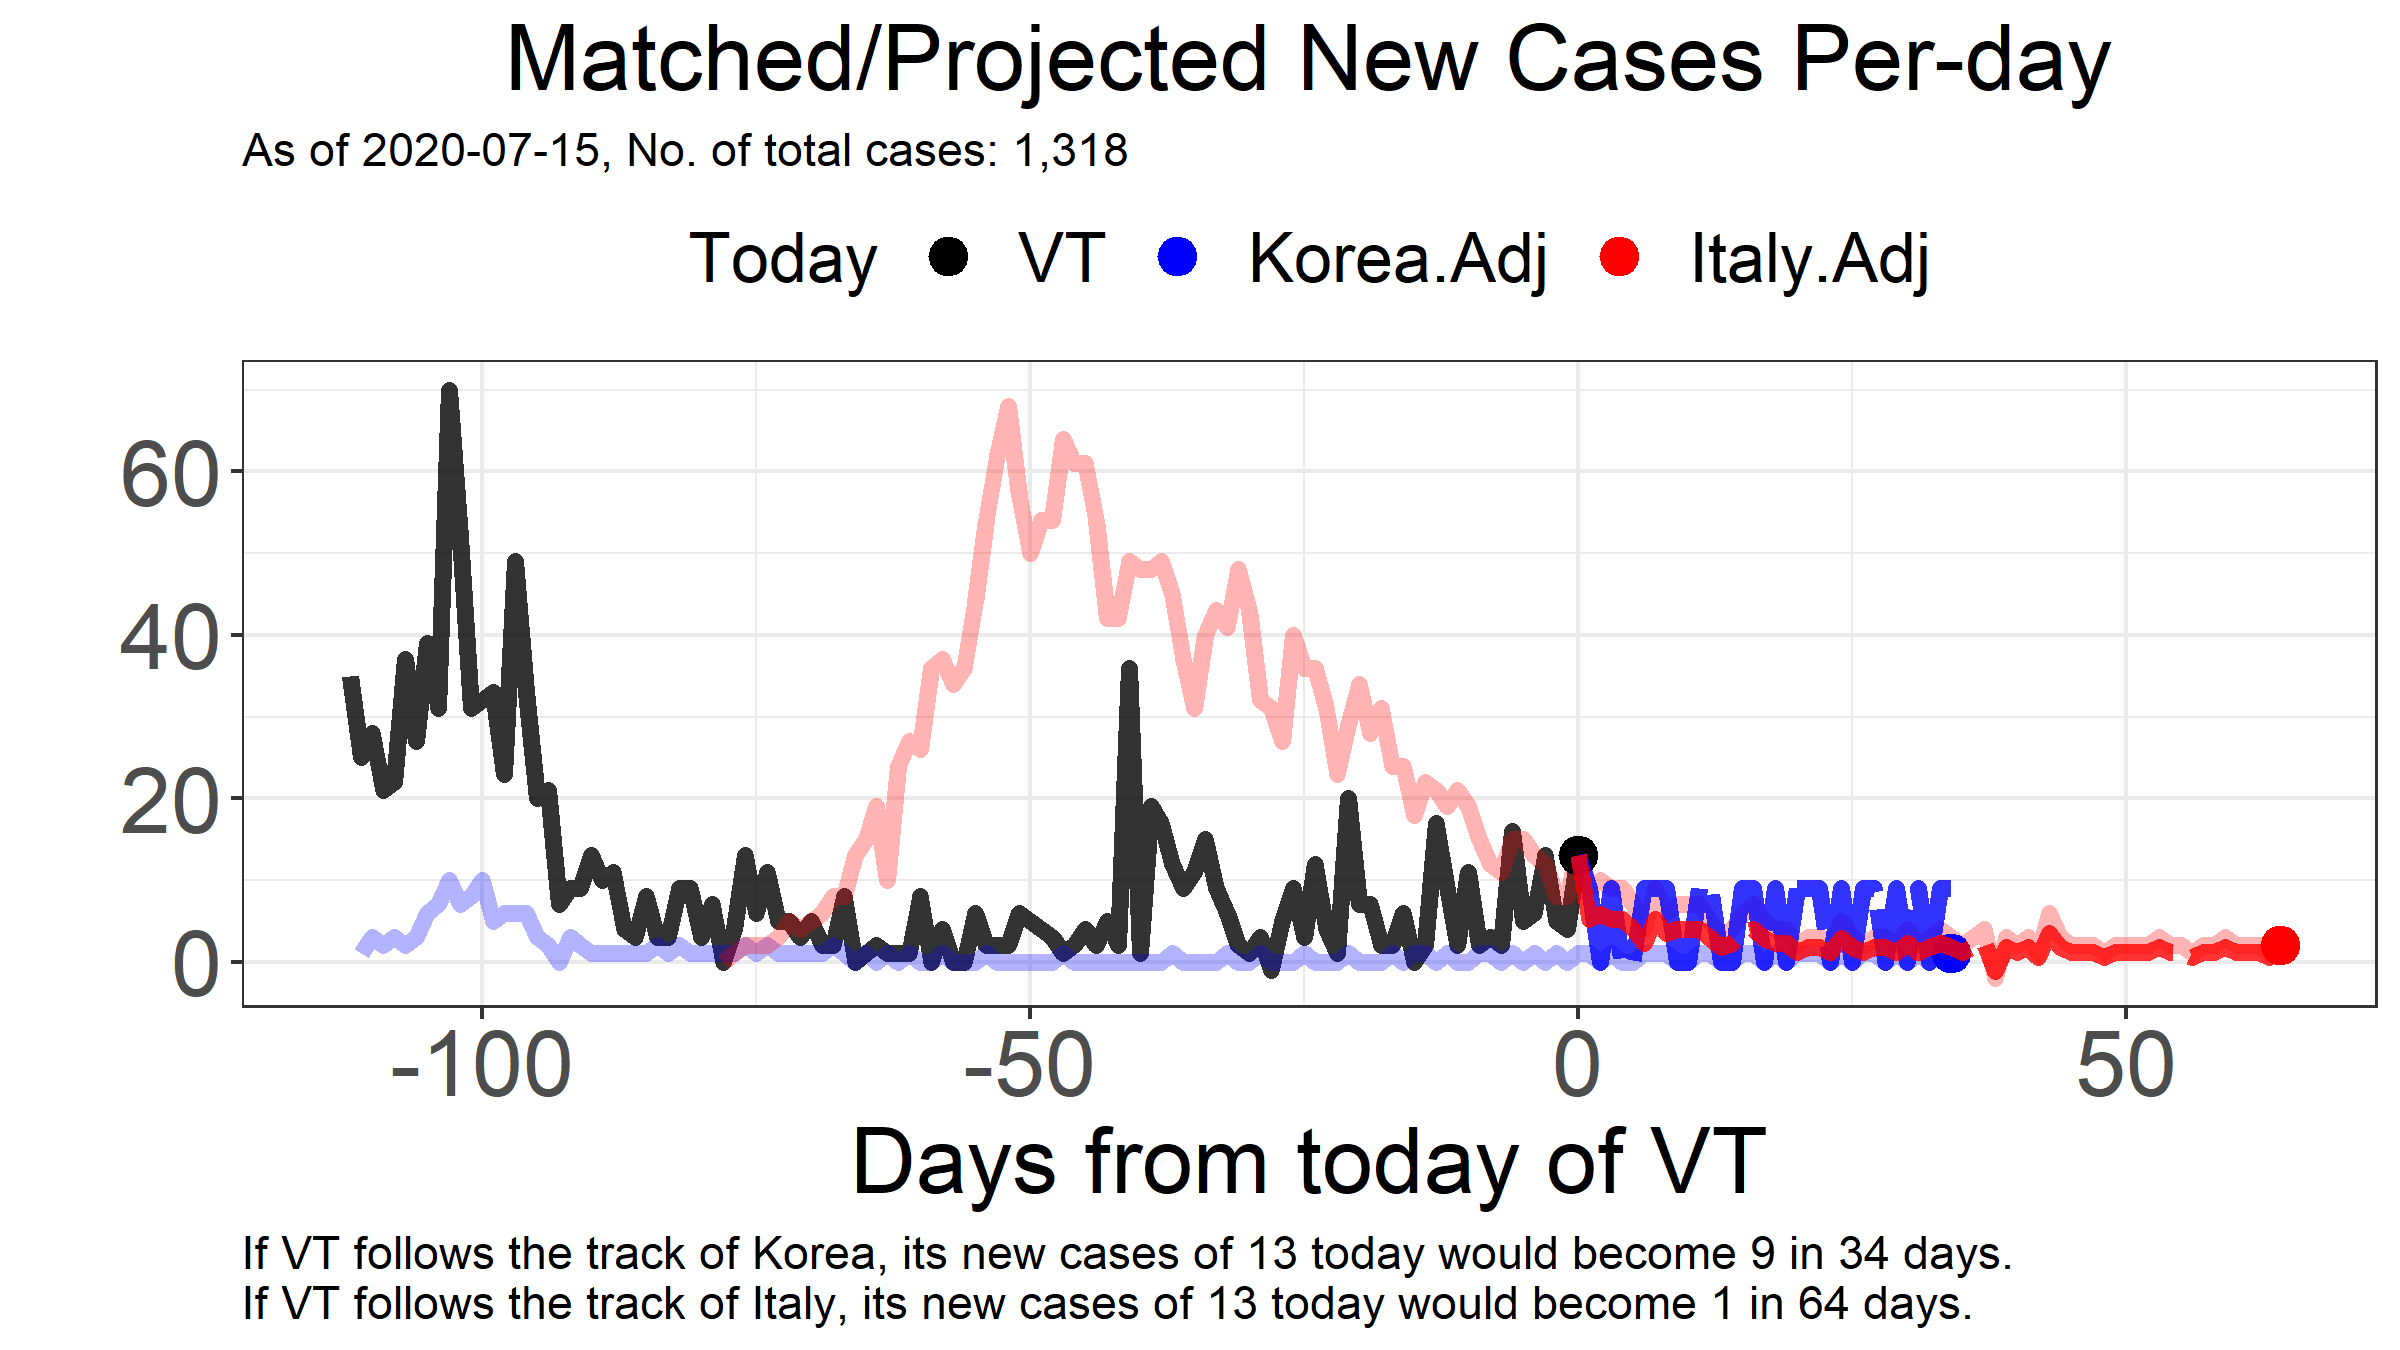 Matched/Projected New Cases Per-day
As of 2020-07-15, No. of total cases: 1,318
Today VT Korea.Adj Italy.Adj
60
40
20
0
-100 -50 0 50
Days from today of VT
If VT follows the track of Korea, its new cases of 13 today would become 9 in 34 days.
If VT follows the track of Italy, its new cases of 13 today would become 1 in 64 days.